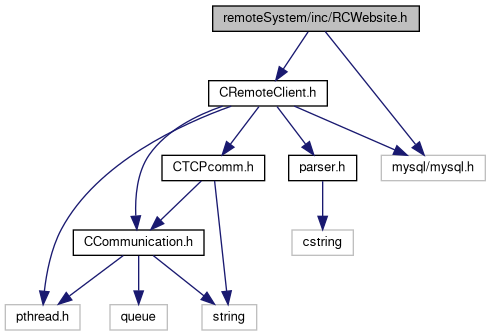 remoteSystem/inc/RCWebsite.h
CRemoteClient.h
CTCPcomm.h
parser.h
mysql/mysql.h
CCommunication.h
cstring
pthread.h
queue
string